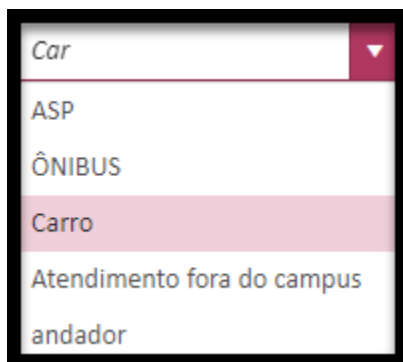 Car
ASP
ÔNIBUS
Carro
Atendimento fora do campus
andador